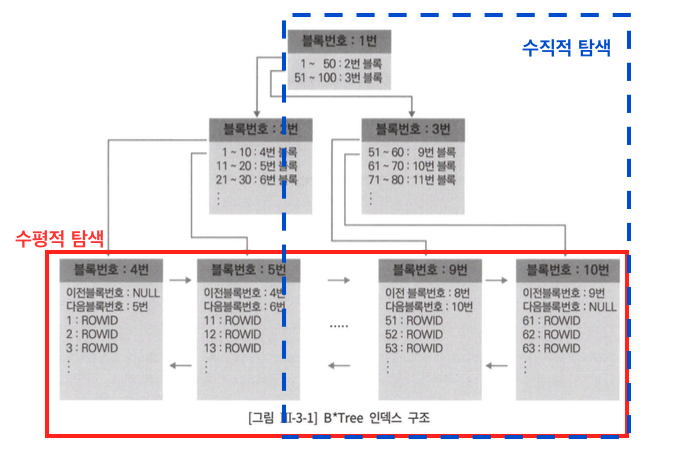 수직적 탐색
블록번호 : 1번
1 ~ 50 : 2번 블록
51 ~ 100 : 3번 블록
블록번호 : 2번
1 ~ 10 : 4번 블록
11 ~ 20 : 5번 블록
21 ~ 30 : 6번 블록
블록번호 : 3번
51 ~ 60 : 9번 블록
61 ~ 70 : 10번 블록
71 ~ 80 : 11번 블록
수평적 탐색
블록번호 : 4번
이전블록번호 : NULL
다음블록번호 : 5번
1 : ROWID
2 : ROWID
3 : ROWID
블록번호 : 5번
이전블록번호 : 4번
다음블록번호 : 6번
11 : ROWID
12 : ROWID
13 : ROWID
.....
블록번호 : 9번
이전 블록번호 : 8번
다음블록번호 : 10번
51 : ROWID
52 : ROWID
53 : ROWID
블록번호 : 10번
이전블록번호 : 9번
다음블록번호 : NULL
61 : ROWID
62 : ROWID
63 : ROWID
[그림 -3-1] B*Tree 인덱스 구조